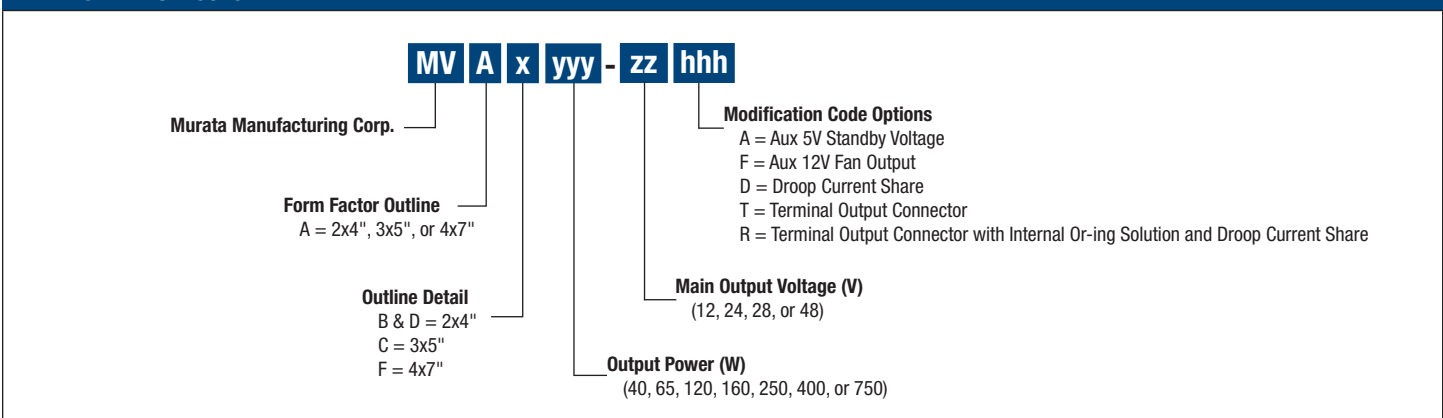 MV A x yyy - zz hhh
Murata Manufacturing Corp.
Form Factor Outline
A = 2x4", 3x5", or 4x7"
Outline Detail
B & D = 2x4"
C = 3x5"
F = 4x7"
Output Power (W)
(40, 65, 120, 160, 250, 400, or 750)
Main Output Voltage (V)
(12, 24, 28, or 48)
Modification Code Options
A = Aux 5V Standby Voltage
F = Aux 12V Fan Output
D = Droop Current Share
T = Terminal Output Connector
R = Terminal Output Connector with Internal Or-ing Solution and Droop Current Share